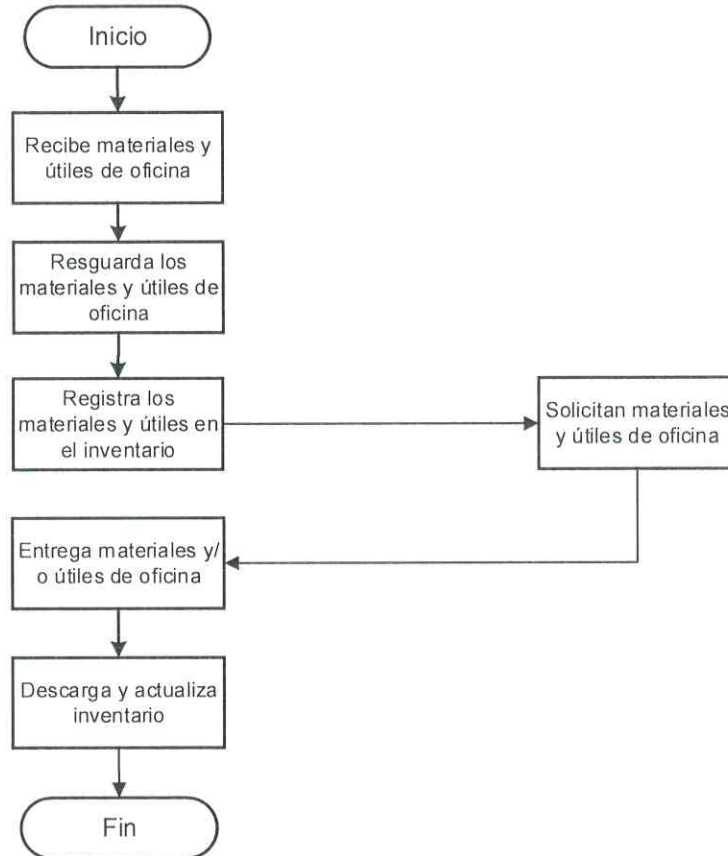 Inicio
Recibe materiales y
útiles de oficina
Resguarda los
materiales y útiles de
oficina
Registra los
materiales y útiles en
el inventario
Solicitan materiales
y útiles de oficina
Entrega materiales y/
o útiles de oficina
Descarga y actualiza
inventario
Fin